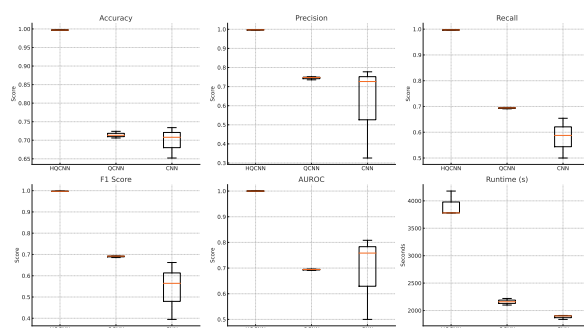 Accuracy
Score
1.00
0.95
0.90
0.85
0.80
0.75
0.70
0.65
HQCNN QCNN CNN
Precision
Score
1.0
0.9
0.8
0.7
0.6
0.5
0.4
0.3
HQCNN QCNN CNN
Recall
Score
1.0
0.9
0.8
0.7
0.6
0.5
HQCNN QCNN CNN
F1 Score
Score
1.0
0.9
0.8
0.7
0.6
0.5
0.4
AUROC
Score
1.0
0.9
0.8
0.7
0.6
0.5
Runtime (s)
Seconds
4000
3500
3000
2500
2000